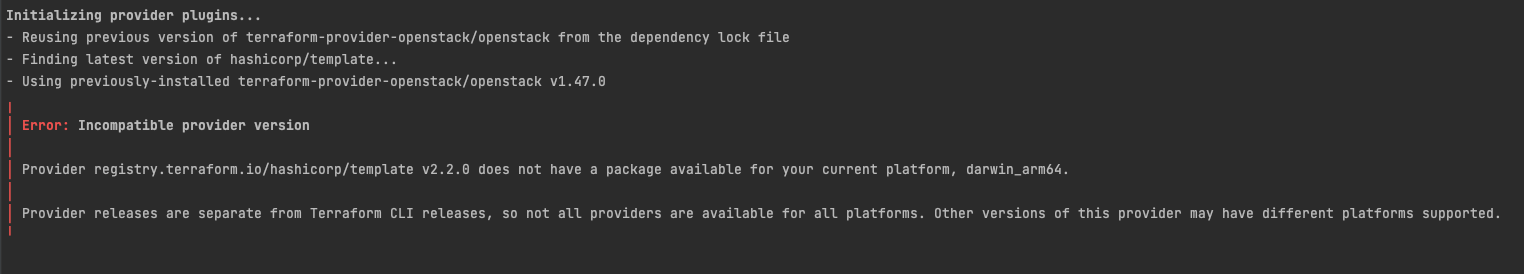 Initializing provider plugins...
- Reusing previous version of terraform-provider-openstack/openstack from the dependency lock file
- Finding latest version of hashicorp/template...
- Using previously-installed terraform-provider-openstack/openstack v1.47.0
Error: Incompatible provider version
Provider registry.terraform.io/hashicorp/template v2.2.0 does not have a package available for your current platform, darwin_arm64.
Provider releases are separate from Terraform CLI releases, so not all providers are available for all platforms. Other versions of this provider may have different platforms supported.